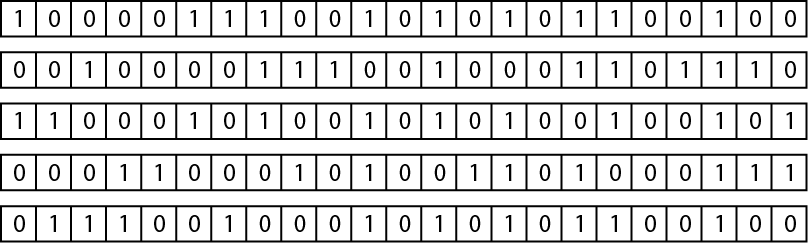 1 0 0 0 0 1 1 1 0 0 1 0 1 0 1 0 1 1 0 0 1 0 0
0 0 1 0 0 0 0 1 1 1 0 0 1 0 0 0 1 1 0 1 1 1 0
1 1 0 0 0 1 0 1 0 0 1 0 1 0 1 0 0 1 0 0 1 0 1
0 0 0 1 1 0 0 0 1 0 1 0 0 1 1 0 1 0 0 0 1 1 1
0 1 1 1 0 0 1 0 0 0 1 0 1 0 1 0 1 1 0 0 1 0 0